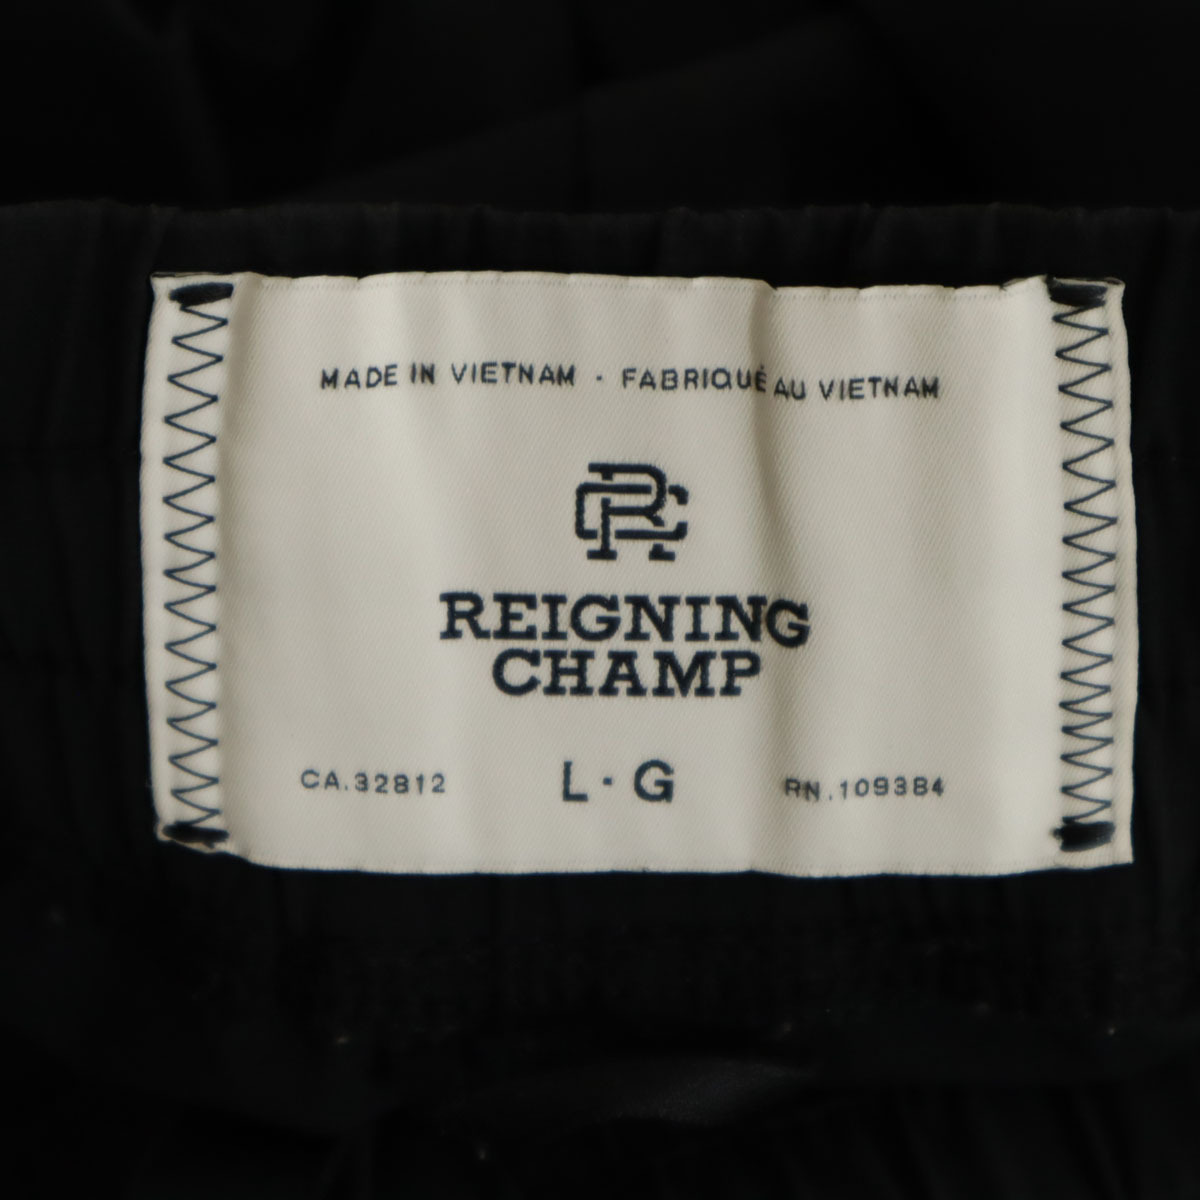 MADE IN VIETNAM · FABRIQUÉ AU VIETNAM
RC
REIGNING
CHAMP
CA.32812 L·G RN.109384